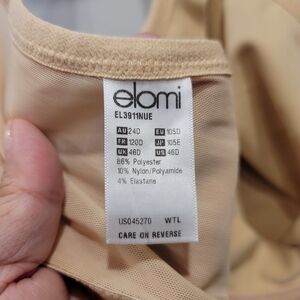 elomi
EL3911NUE
AU 24D EU 105D
FR 120D JP 105E
UK 46D US 46D
86% Polyester
10% Nylon/Polyamide
4% Elastane
US045270 WTL
CARE ON REVERSE